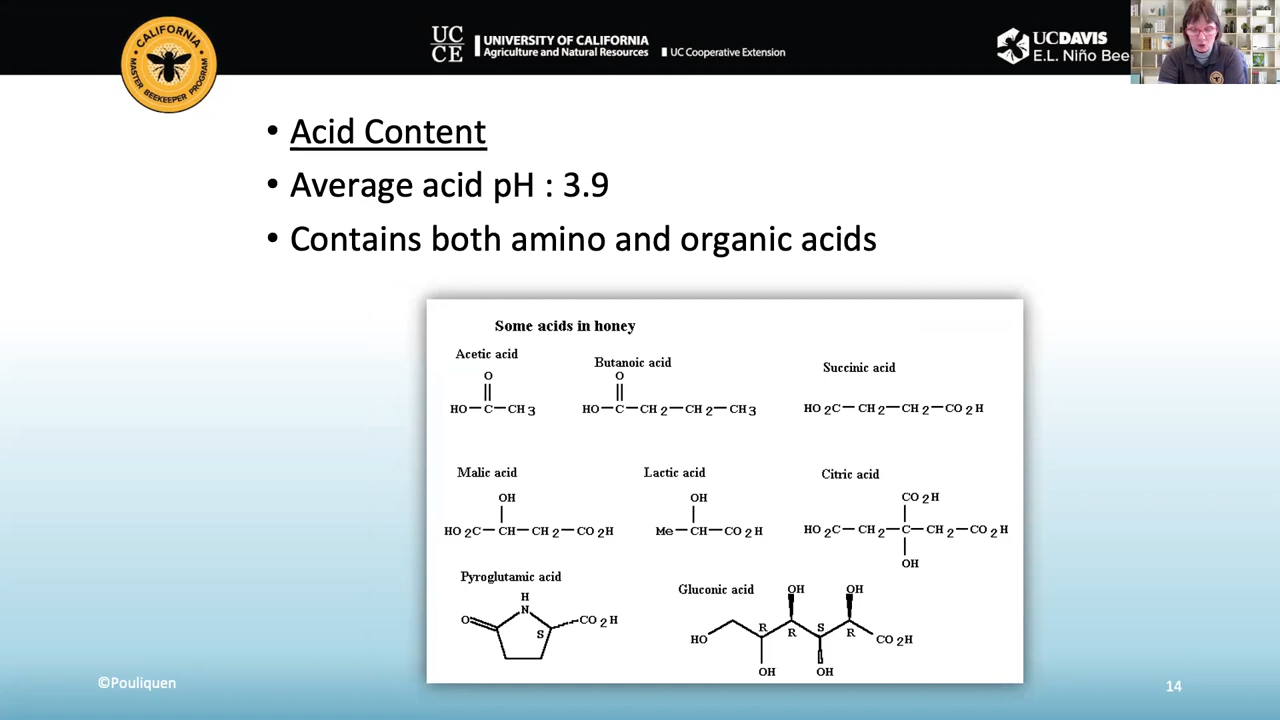 CALIFORNIA
MASTER BEEKEEPER PROGRAM
UC
CE
UNIVERSITY OF CALIFORNIA
Agriculture and Natural Resources
UC Cooperative Extension
UCDAVIS
E.L. Niño Bee
• Acid Content
• Average acid pH : 3.9
• Contains both amino and organic acids
Some acids in honey
Acetic acid
O
HO C CH3
Butanoic acid
O
HO C CH2 CH2 CH3
Succinic acid
HO2C CH2 CH2 CO2H
Malic acid
OH
HO2C CH CH2 CO2H
Lactic acid
OH
Me CH CO2H
Citric acid
CO2H
HO2C CH2 C CH2 CO2H
OH
Pyroglutamic acid
H
N
O S CO2H
Gluconic acid
OH OH
HO R R S R CO2H
OH OH
©Pouliquen
14